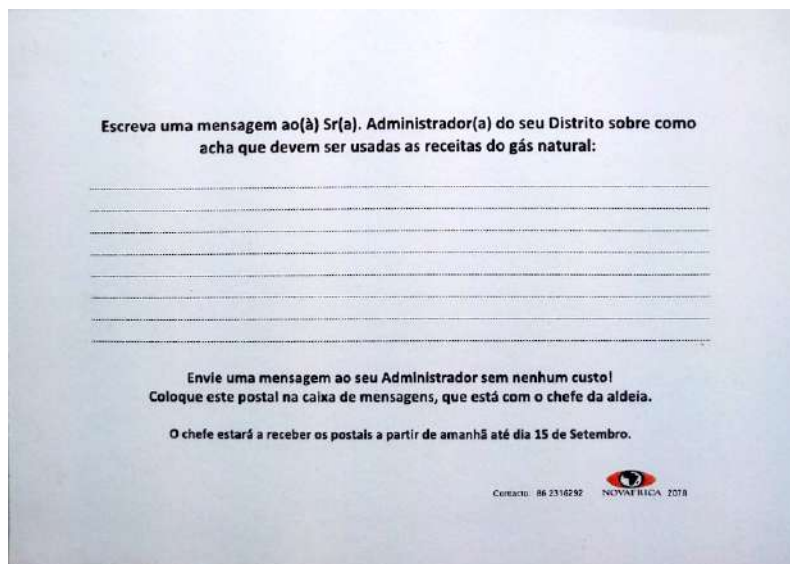 Escreva uma mensagem ao(à) Sr(a). Administrador(a) do seu Distrito sobre como
acha que devem ser usadas as receitas do gás natural:
Envie uma mensagem ao seu Administrador sem nenhum custo!
Coloque este postal na caixa de mensagens, que está com o chefe da aldeia.
O chefe estará a receber os postais a partir de amanhã até dia 15 de Setembro.
Contacto: 86 2316292 NOVAFRICA